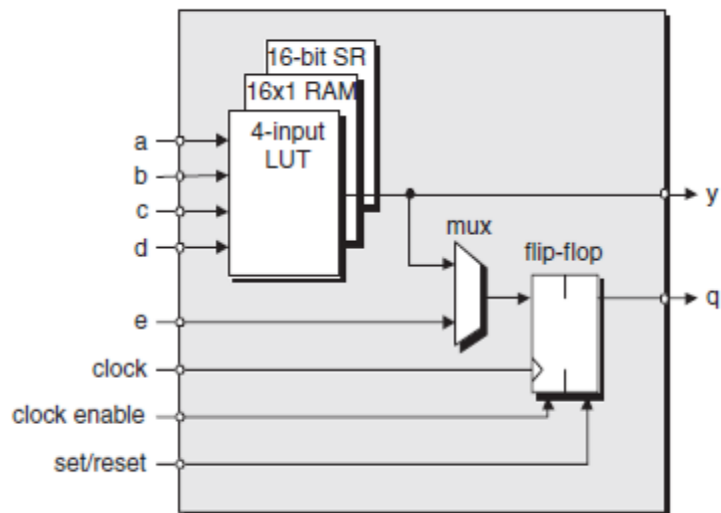 16-bit SR
16x1 RAM
4-input
LUT
a
b
c
d
y
mux
flip-flop
q
e
clock
clock enable
set/reset